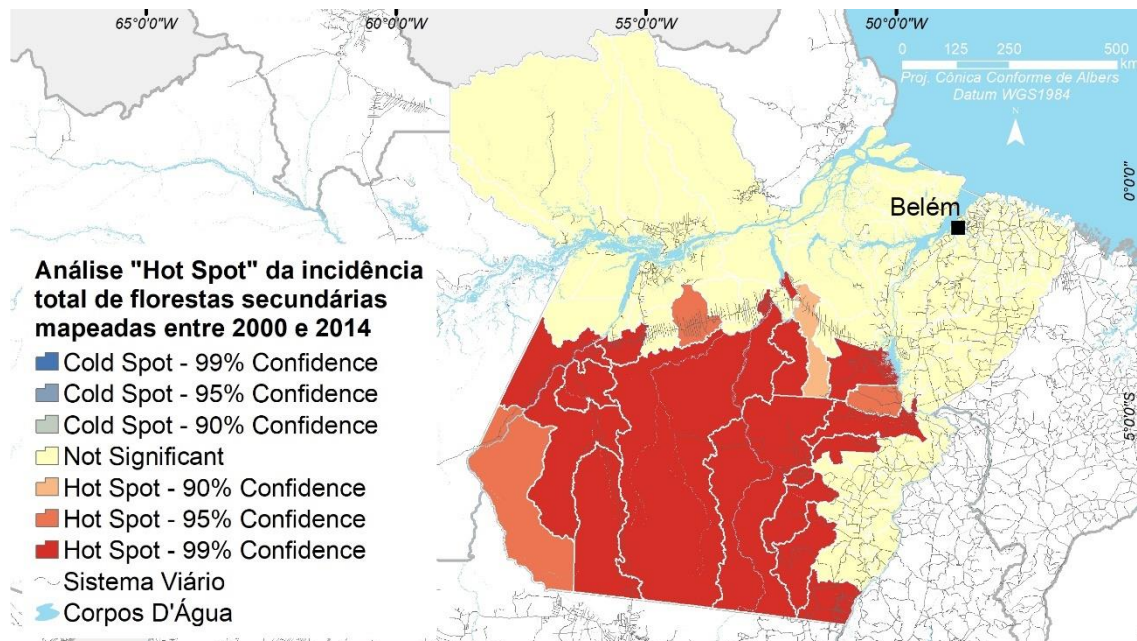 65°0'0"W
60°0'0"W
55°0'0"W
50°0'0"W
0 125 250 500
km
Proj. Cônica Conforme de Albers
Datum WGS1984
N
0°0'0"
Belém
5°0'0"S
Análise "Hot Spot" da incidência
total de florestas secundárias
mapeadas entre 2000 e 2014
Cold Spot - 99% Confidence
Cold Spot - 95% Confidence
Cold Spot - 90% Confidence
Not Significant
Hot Spot - 90% Confidence
Hot Spot - 95% Confidence
Hot Spot - 99% Confidence
Sistema Viário
Corpos D'Água